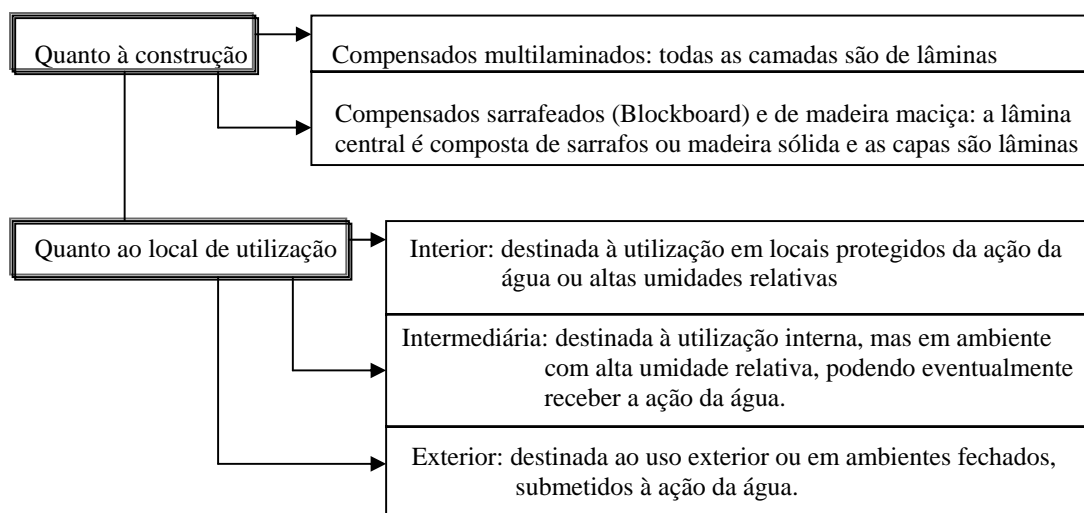 Quanto à construção
Compensados multilaminados: todas as camadas são de lâminas
Compensados sarrafeados (Blockboard) e de madeira maciça: a lâmina
central é composta de sarrafos ou madeira sólida e as capas são lâminas
Quanto ao local de utilização
Interior: destinada à utilização em locais protegidos da ação da
água ou altas umidades relativas
Intermediária: destinada à utilização interna, mas em ambiente
com alta umidade relativa, podendo eventualmente
receber a ação da água.
Exterior: destinada ao uso exterior ou em ambientes fechados,
submetidos à ação da água.